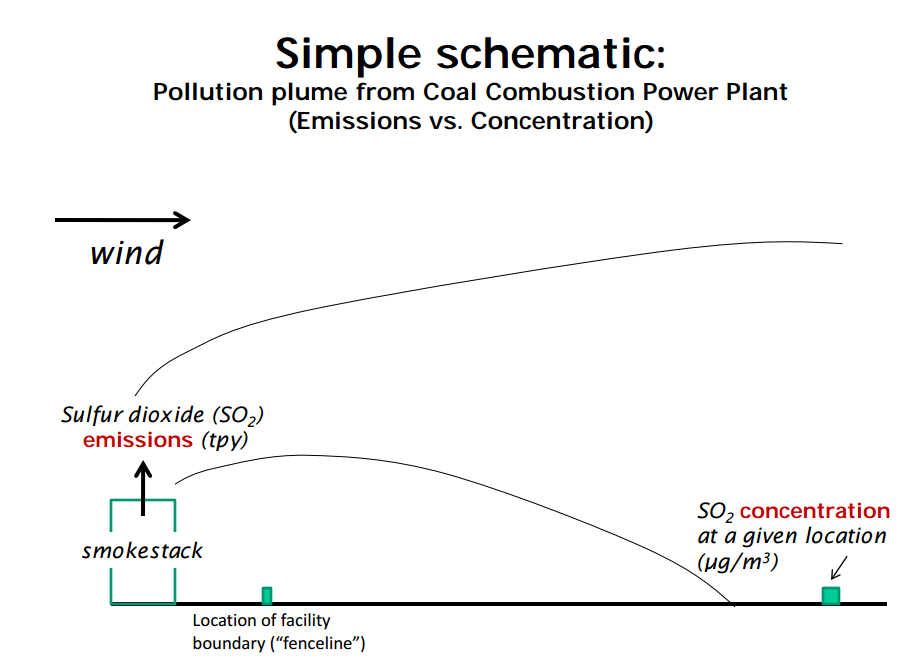 Simple schematic:
Pollution plume from Coal Combustion Power Plant
(Emissions vs. Concentration)
wind
Sulfur dioxide (SO₂)
emissions (tpy)
smokestack
SO₂ concentration
at a given location
(µg/m³)
Location of facility
boundary (“fenceline”)